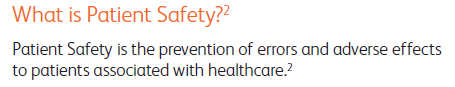 What is Patient Safety?²
Patient Safety is the prevention of errors and adverse effects
to patients associated with healthcare.²